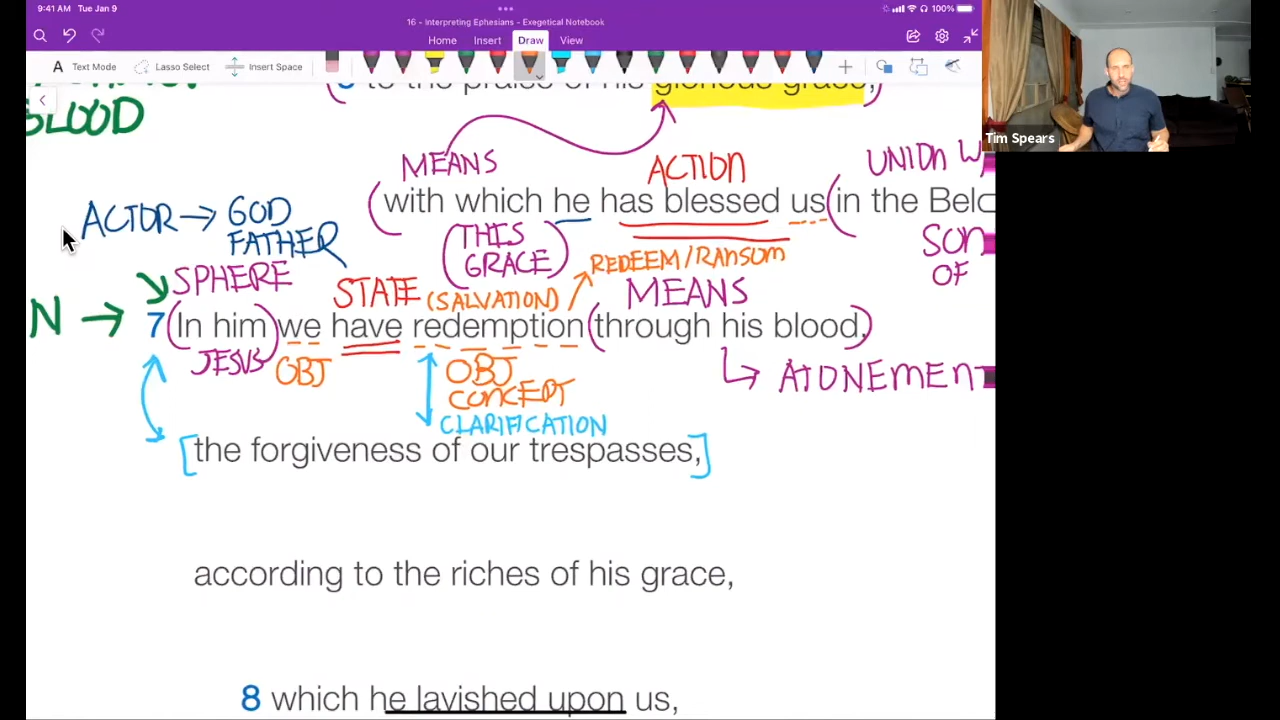 9:41 AM Tue Jan 9
100%
16 - Interpreting Ephesians - Exegetical Notebook
Home Insert Draw View
A Text Mode Lasso Select Insert Space
Tim Spears
BLOOD
to the praise of his glorious grace,)
MEANS
ACTION
UNION W
(with which he has blessed us (in the Belo
ACTOR → GOD FATHER
(THIS GRACE)
REDEEM/RANSOM
SON OF
SPHERE
STATE (SALVATION)
MEANS
N → 7 (In him) we have redemption (through his blood,)
JESUS OBJ
OBJ CONCEPT
ATONEMENT
CLARIFICATION
[the forgiveness of our trespasses,]
according to the riches of his grace,
8 which he lavished upon us,